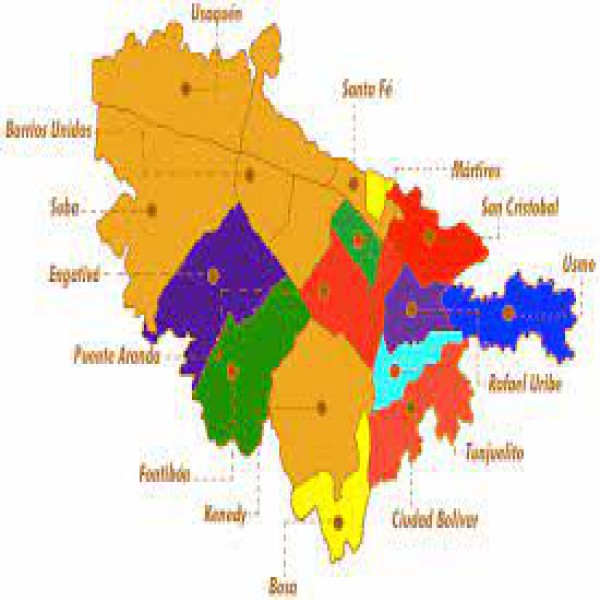 Usaquén
Santa Fé
Barrios Unidos
Mártires
Suba
San Cristobal
Engativá
Usme
Puente Aranda
Rafael Uribe
Tunjuelito
Fontibón
Kenedy
Ciudad Bolivar
Bosa